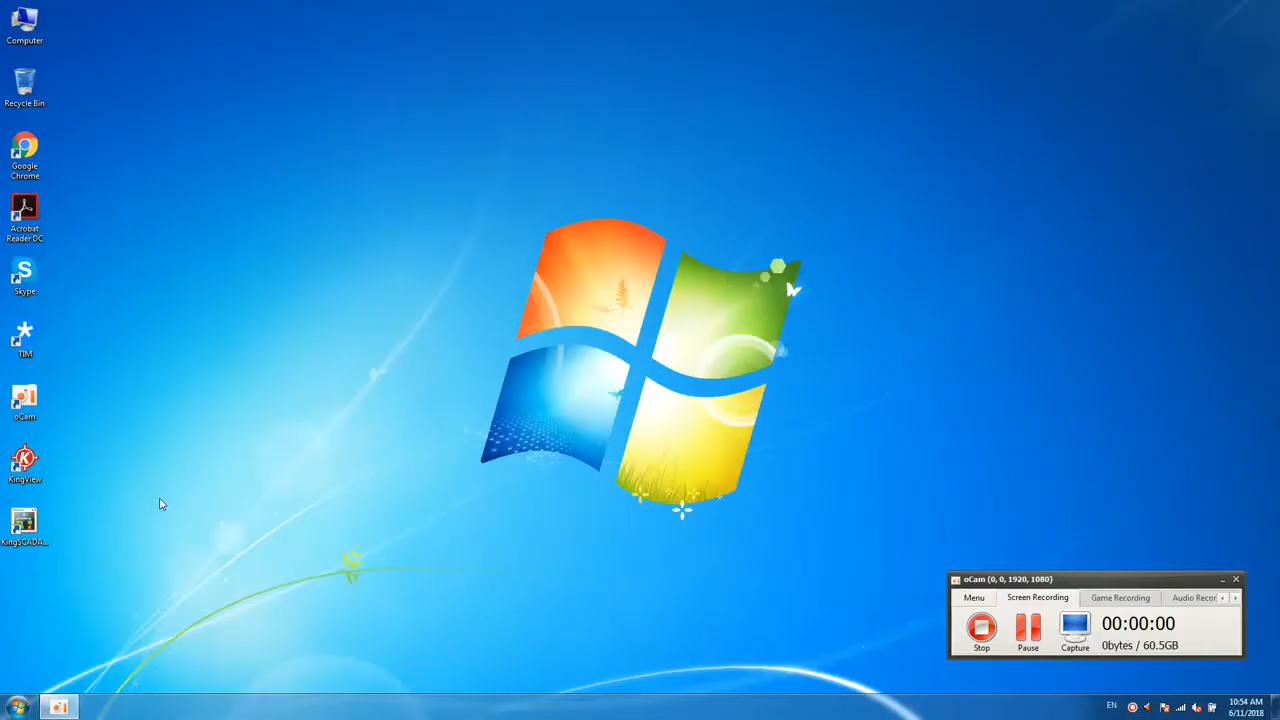 Computer
Recycle Bin
Google
Chrome
Acrobat
Reader DC
Skype
TIM
oCam
KingView
KingSCADA...
oCam (0, 0, 1920, 1080)
Menu
Screen Recording
Game Recording
Audio Recor
Stop
Pause
Capture
00:00:00
0bytes / 60.5GB
EN
10:54 AM
6/11/2018